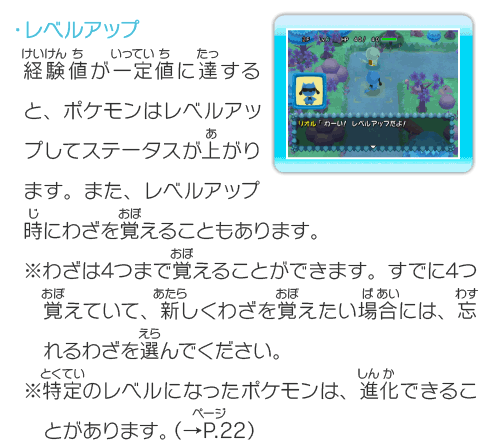 ・レベルアップ
経験値が一定値に達する
と、ポケモンはレベルアッ
プしてステータスが上がり
ます。また、レベルアップ
時にわざを覚えることもあります。
※わざは4つまで覚えることができます。すでに4つ
覚えていて、新しくわざを覚えたい場合には、忘
れるわざを選んでください。
※特定のレベルになったポケモンは、進化できるこ
とがあります。(→P.22)
リオル「わーい! レベルアップだよ!